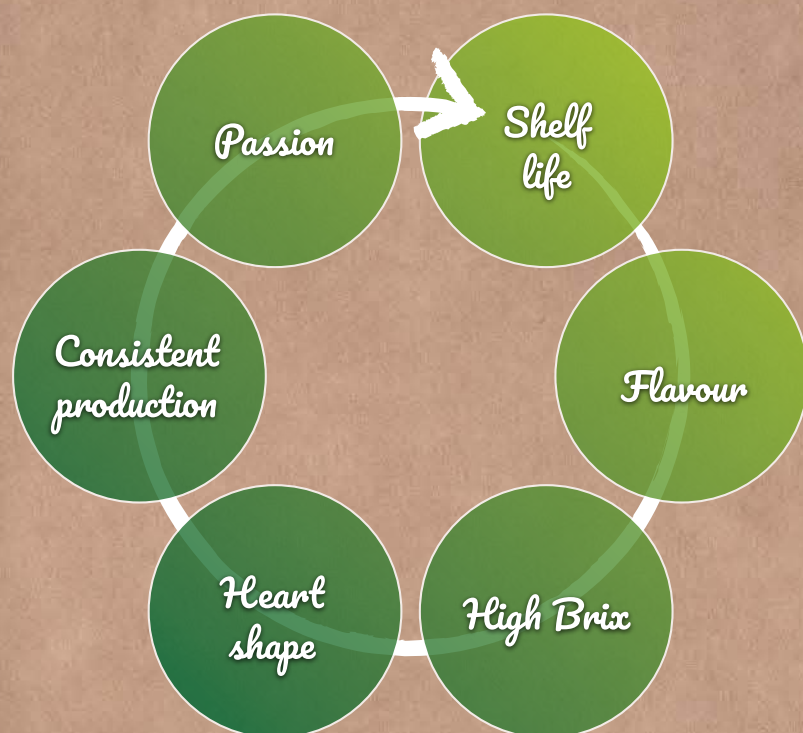 Passion
Shelf
life
Flavour
High Brix
Heart
shape
Consistent
production